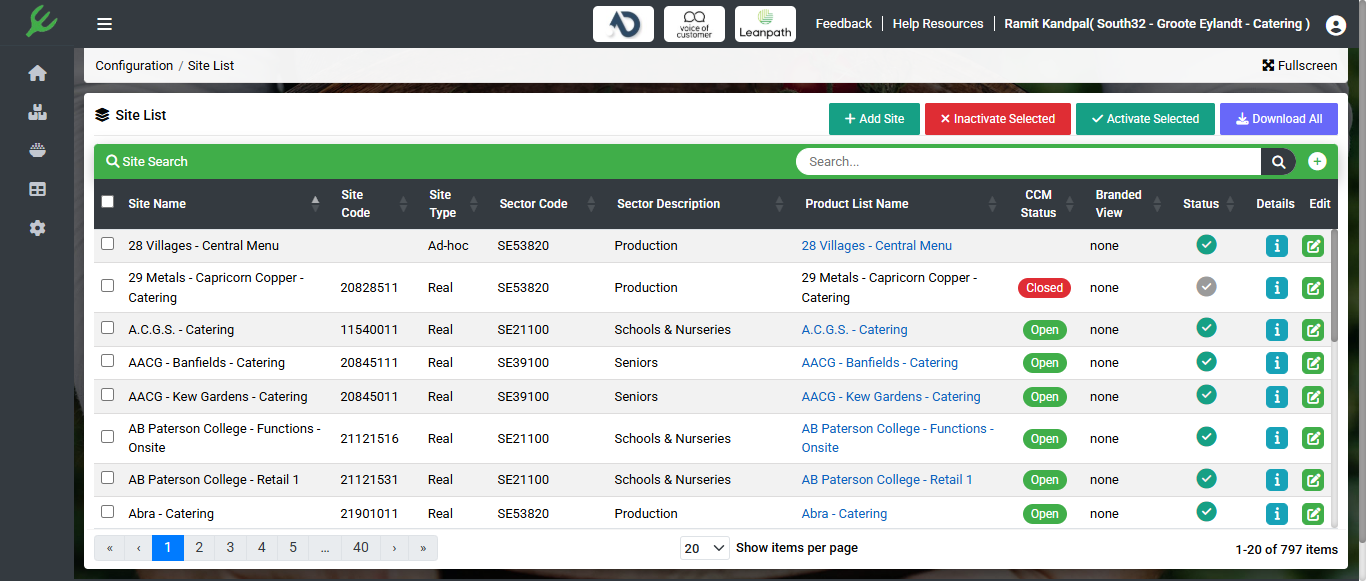 voice of
customer
Leanpath
Feedback
Help Resources
Ramit Kandpal( South32 - Groote Eylandt - Catering )
Configuration / Site List
Fullscreen
Site List
Add Site
Inactivate Selected
Activate Selected
Download All
Site Search
Search...
Site Name
Site
Code
Site
Type
Sector Code
Sector Description
Product List Name
CCM
Status
Branded
View
Status
Details
Edit
28 Villages - Central Menu Ad-hoc SE53820 Production 28 Villages - Central Menu none
29 Metals - Capricorn Copper -
Catering
20828511 Real SE53820 Production
29 Metals - Capricorn Copper -
Catering
Closed none
A.C.G.S. - Catering 11540011 Real SE21100 Schools & Nurseries A.C.G.S. - Catering Open none
AACG - Banfields - Catering 20845111 Real SE39100 Seniors AACG - Banfields - Catering Open none
AACG - Kew Gardens - Catering 20845011 Real SE39100 Seniors AACG - Kew Gardens - Catering Open none
AB Paterson College - Functions -
Onsite
21121516 Real SE21100 Schools & Nurseries
AB Paterson College - Functions -
Onsite
Open none
AB Paterson College - Retail 1 21121531 Real SE21100 Schools & Nurseries AB Paterson College - Retail 1 Open none
Abra - Catering 21901011 Real SE53820 Production Abra - Catering Open none
« ‹ 1 2 3 4 5 ... 40 › »
20 Show items per page
1-20 of 797 items